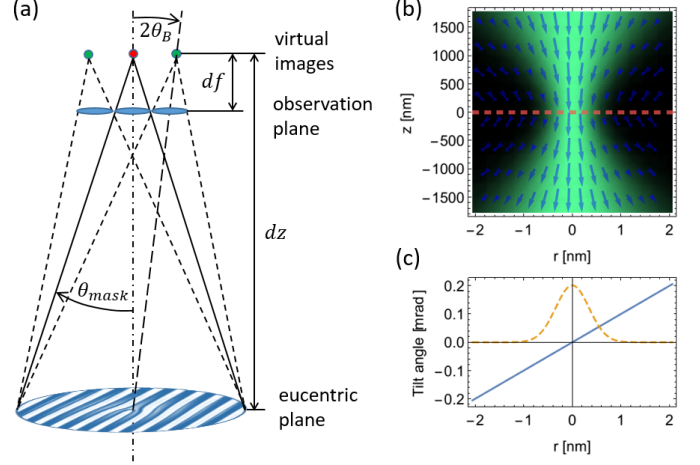 (a)
2θ_B
virtual
images
df
observation
plane
dz
θ_mask
eucentric
plane
(b)
1500
1000
500
0
−500
−1000
−1500
z [nm]
−2 −1 0 1 2
r [nm]
(c)
0.2
0.1
0.0
−0.1
−0.2
Tilt angle [mrad]
−2 −1 0 1 2
r [nm]